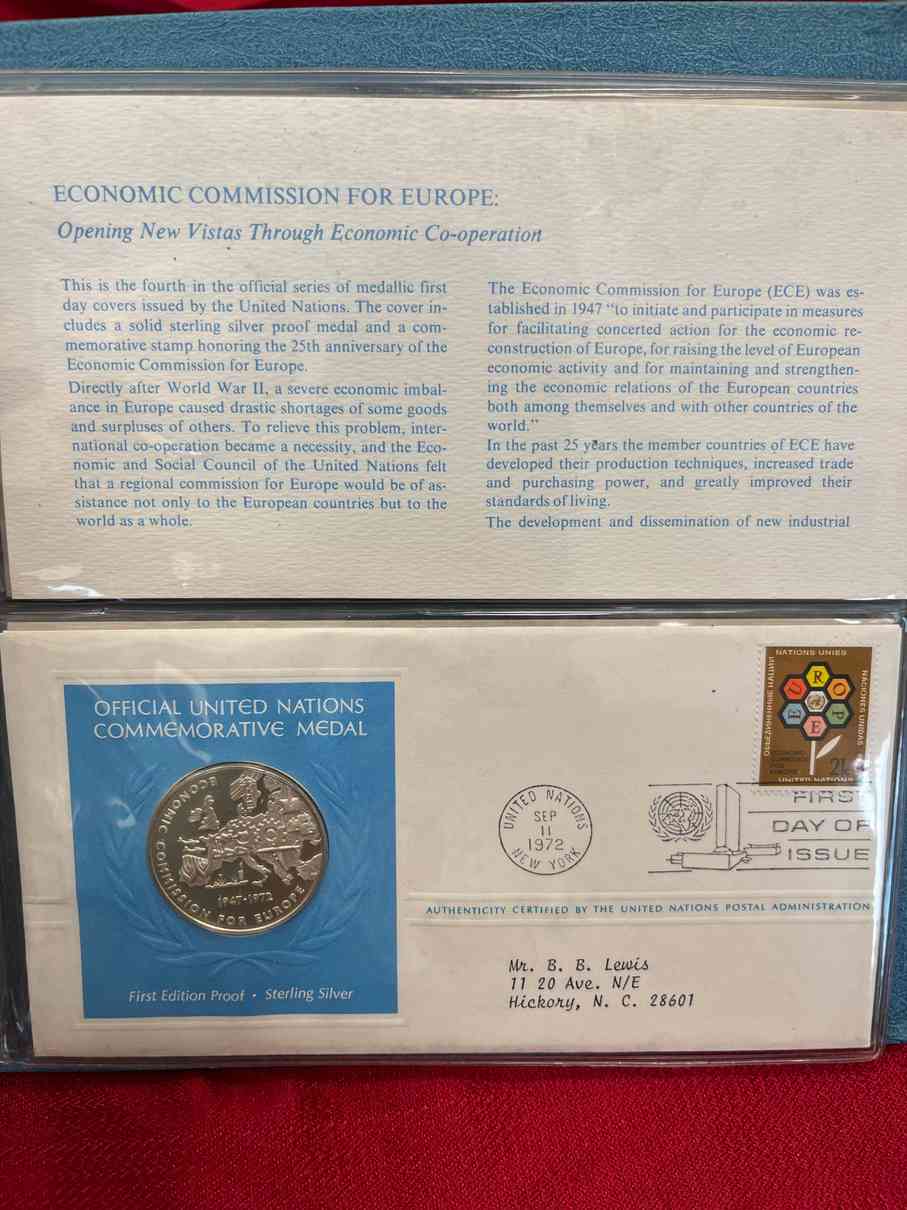 ECONOMIC COMMISSION FOR EUROPE:
Opening New Vistas Through Economic Co-operation
This is the fourth in the official series of medallic first
day covers issued by the United Nations. The cover in-
cludes a solid sterling silver proof medal and a com-
memorative stamp honoring the 25th anniversary of the
Economic Commission for Europe.
Directly after World War II, a severe economic imbal-
ance in Europe caused drastic shortages of some goods
and surpluses of others. To relieve this problem, inter-
national co-operation became a necessity, and the Eco-
nomic and Social Council of the United Nations felt
that a regional commission for Europe would be of as-
sistance not only to the European countries but to the
world as a whole.
The Economic Commission for Europe (ECE) was es-
tablished in 1947 "to initiate and participate in measures
for facilitating concerted action for the economic re-
construction of Europe, for raising the level of European
economic activity and for maintaining and strengthen-
ing the economic relations of the European countries
both among themselves and with other countries of the
world."
In the past 25 years the member countries of ECE have
developed their production techniques, increased trade
and purchasing power, and greatly improved their
standards of living.
The development and dissemination of new industrial
OFFICIAL UNITED NATIONS
COMMEMORATIVE MEDAL
ECONOMIC COMMISSION FOR EUROPE
1947-1972
First Edition Proof • Sterling Silver
NATIONS UNIES
ОБЪЕДИНЕННЫЕ НАЦИИ
NACIONES UNIDAS
EUROPE
ECONOMIC
COMMISSION
FOR
EUROPE
UNITED NATIONS
UNITED NATIONS
SEP
11
1972
NEW YORK
FIRST
DAY OF
ISSUE
AUTHENTICITY CERTIFIED BY THE UNITED NATIONS POSTAL ADMINISTRATION
Mr. B. B. Lewis
11 20 Ave. N/E
Hickory, N. C. 28601